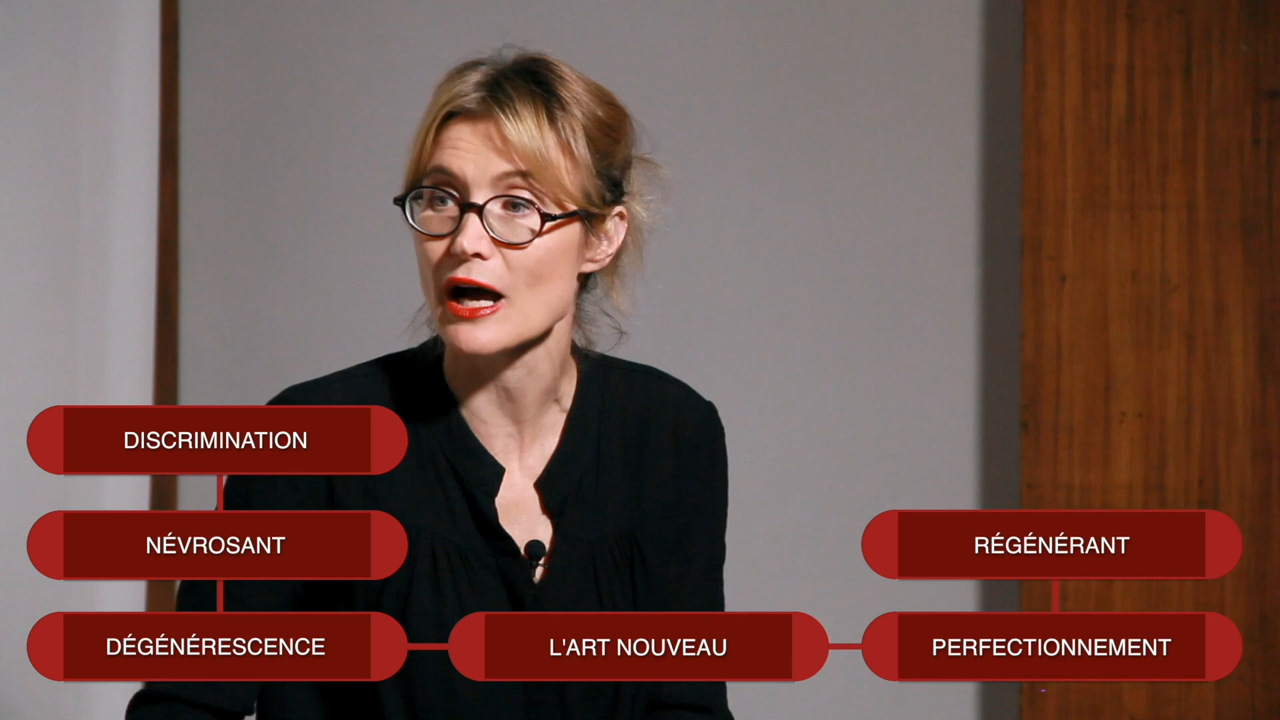 DISCRIMINATION
NÉVROSANT
RÉGÉNÉRANT
DÉGÉNÉRESCENCE
L'ART NOUVEAU
PERFECTIONNEMENT